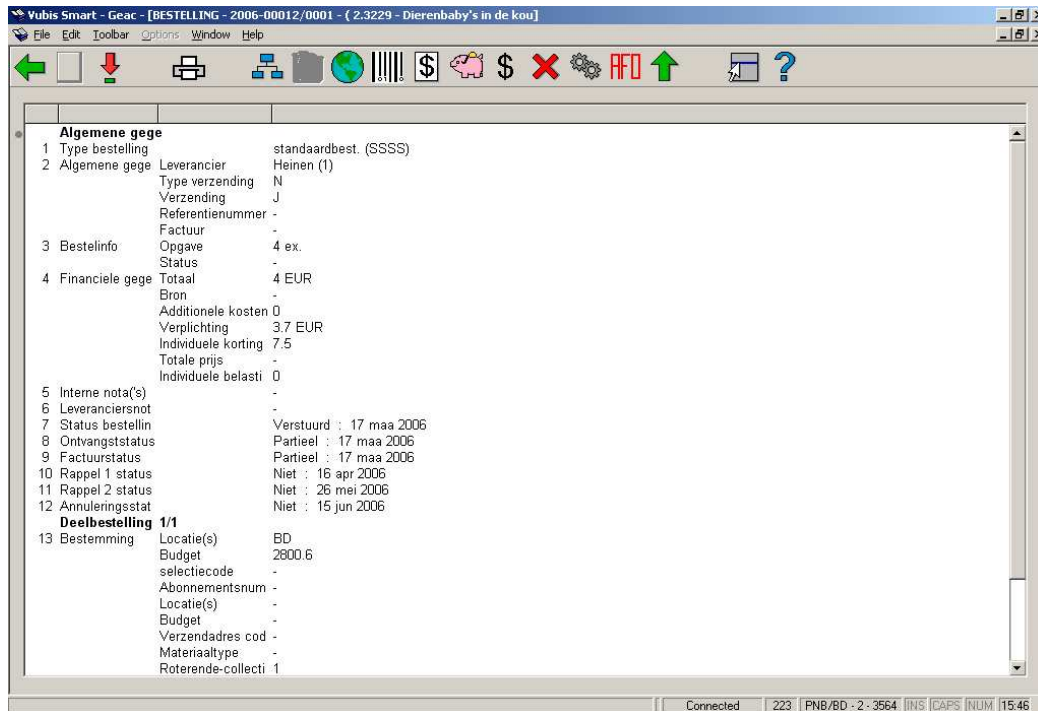 Vubis Smart - Geac - [BESTELLING - 2006-00012/0001 - ( 2.3229 - Dierenbaby's in de kou]
File Edit Toolbar Options Window Help
$ $ AFO ?
Algemene gege
1 Type bestelling standaardbest. (SSSS)
2 Algemene gege Leverancier Heinen (1)
Type verzending N
Verzending J
Referentienummer -
Factuur -
3 Bestelinfo Opgave 4 ex.
Status -
4 Financiele gege Totaal 4 EUR
Bron -
Additionele kosten 0
Verplichting 3.7 EUR
Individuele korting 7.5
Totale prijs -
Individuele belasti 0
5 Interne nota('s) -
6 Leveranciersnot -
7 Status bestellin Verstuurd : 17 maa 2006
8 Ontvangststatus Partieel : 17 maa 2006
9 Factuurstatus Partieel : 17 maa 2006
10 Rappel 1 status Niet : 16 apr 2006
11 Rappel 2 status Niet : 26 mei 2006
12 Annuleringsstat Niet : 15 jun 2006
Deelbestelling 1/1
13 Bestemming Locatie(s) BD
Budget 2800.6
selectiecode -
Abonnementsnum -
Locatie(s) -
Budget -
Verzendadres cod -
Materiaaltype -
Roterende-collecti 1
Connected 223 PNB/BD - 2 - 3564 INS CAPS NUM 15:46